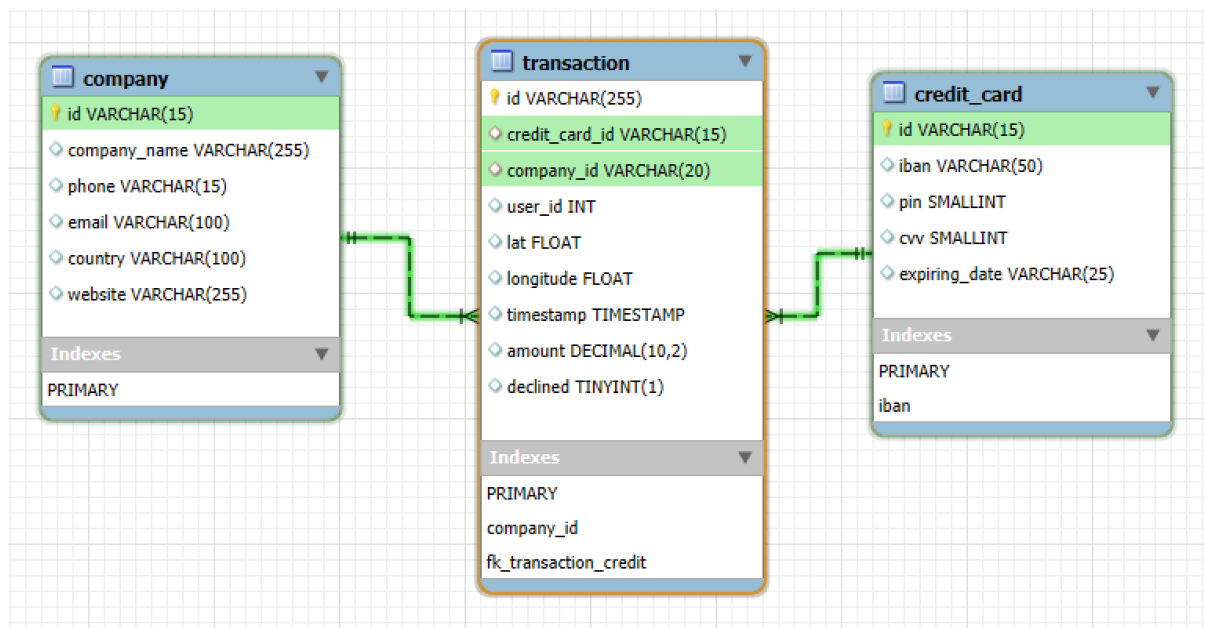 company
id VARCHAR(15)
company_name VARCHAR(255)
phone VARCHAR(15)
email VARCHAR(100)
country VARCHAR(100)
website VARCHAR(255)
Indexes
PRIMARY
transaction
id VARCHAR(255)
credit_card_id VARCHAR(15)
company_id VARCHAR(20)
user_id INT
lat FLOAT
longitude FLOAT
timestamp TIMESTAMP
amount DECIMAL(10,2)
declined TINYINT(1)
Indexes
PRIMARY
company_id
fk_transaction_credit
credit_card
id VARCHAR(15)
iban VARCHAR(50)
pin SMALLINT
cvv SMALLINT
expiring_date VARCHAR(25)
Indexes
PRIMARY
iban